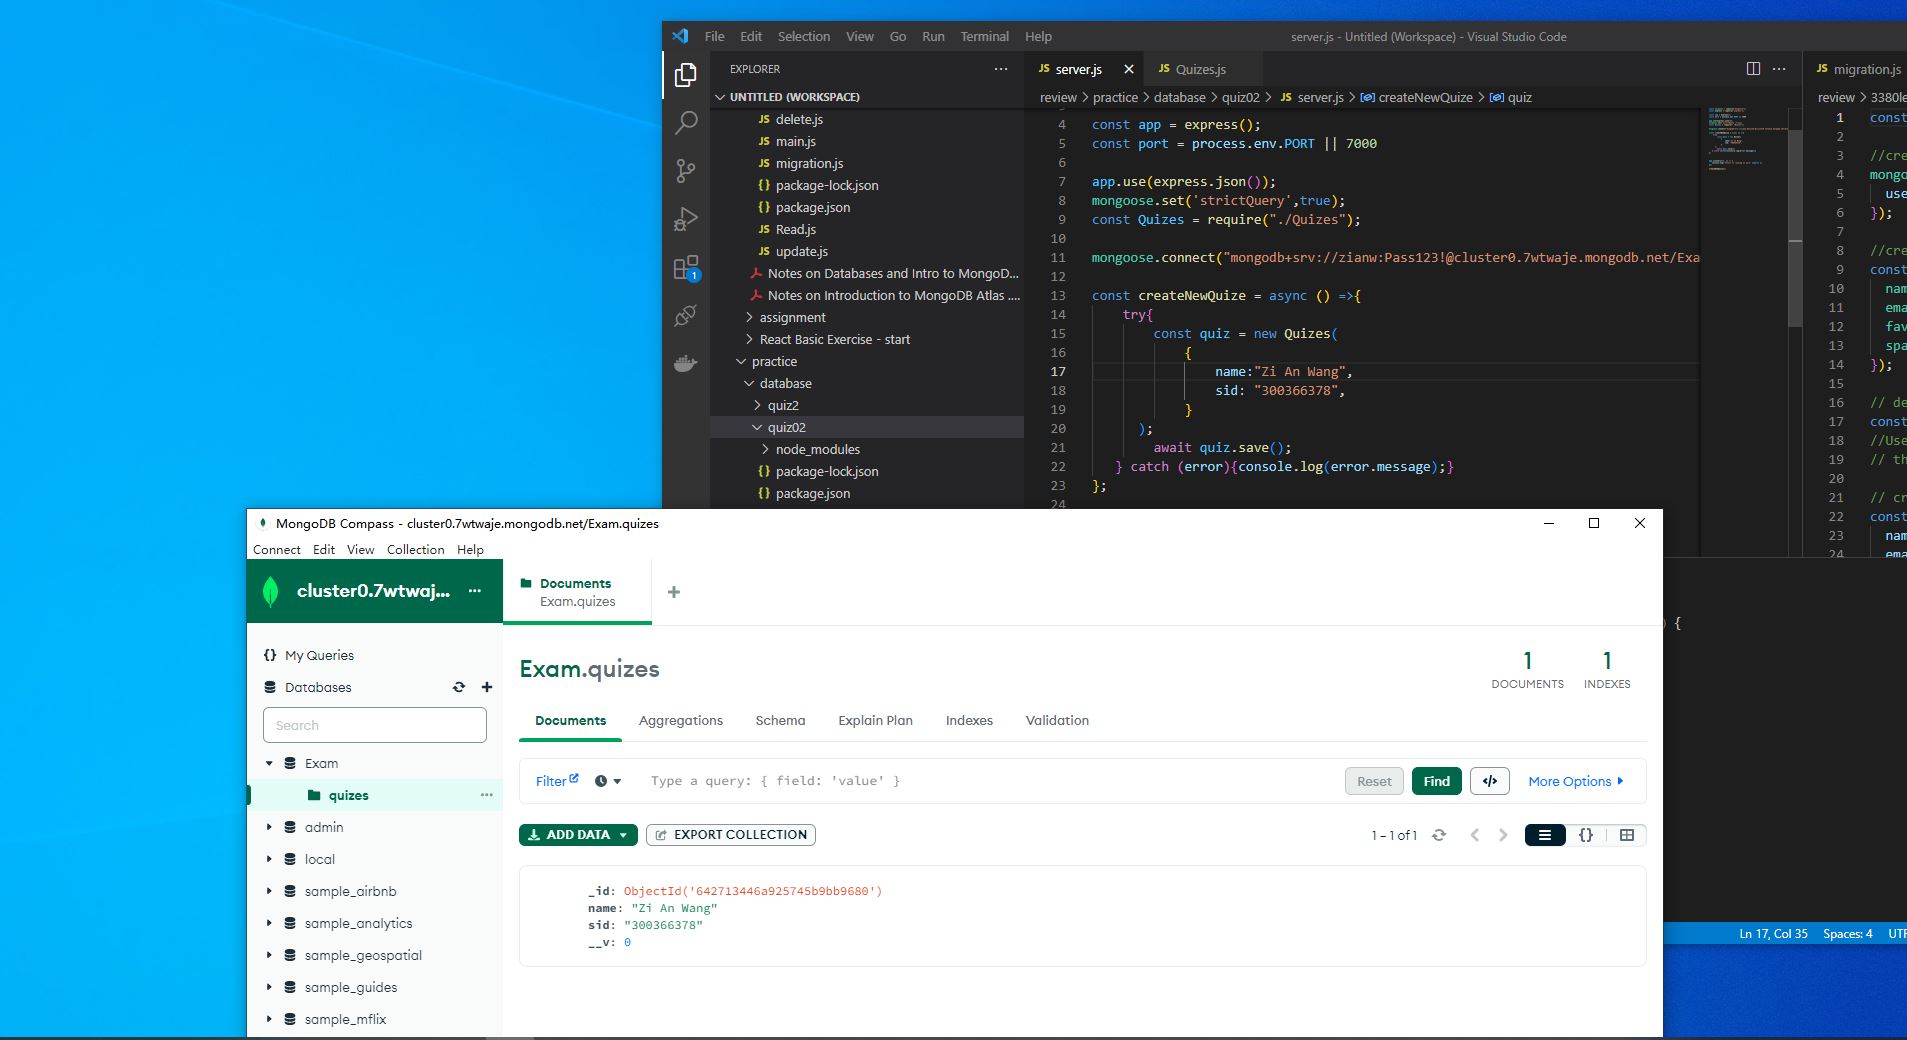 File Edit Selection View Go Run Terminal Help
server.js - Untitled (Workspace) - Visual Studio Code
EXPLORER
UNTITLED (WORKSPACE)
JS delete.js
JS main.js
JS migration.js
{} package-lock.json
{} package.json
JS Read.js
JS update.js
Notes on Databases and Intro to MongoD...
Notes on Introduction to MongoDB Atlas ....
assignment
React Basic Exercise - start
practice
database
quiz2
quiz02
node_modules
{} package-lock.json
{} package.json
1
JS server.js
JS Quizes.js
review > practice > database > quiz02 > JS server.js > createNewQuize > quiz
4 const app = express();
5 const port = process.env.PORT || 7000
6
7 app.use(express.json());
8 mongoose.set('strictQuery',true);
9 const Quizes = require("./Quizes");
10
11 mongoose.connect("mongodb+srv://zianw:Pass123!@cluster0.7wtwaje.mongodb.net/Exa
12
13 const createNewQuize = async () =>{
14 try{
15 const quiz = new Quizes(
16 {
17 name:"Zi An Wang",
18 sid: "300366378",
19 }
20 );
21 await quiz.save();
22 } catch (error){console.log(error.message);}
23 };
24
JS migration.js
review > 3380le
1 const
2
3 //cre
4 mongo
5 use
6 });
7
8 //cre
9 const
10 nam
11 ema
12 fav
13 spa
14 });
15
16 // de
17 const
18 //Use
19 // th
20
21 // cr
22 const
23 nam
24 ema
) {
Ln 17, Col 35 Spaces: 4 UTF
MongoDB Compass - cluster0.7wtwaje.mongodb.net/Exam.quizes
Connect Edit View Collection Help
cluster0.7wtwaj... ...
Documents
Exam.quizes
+
{} My Queries
Databases
Search
Exam
quizes
admin
local
sample_airbnb
sample_analytics
sample_geospatial
sample_guides
sample_mflix
Exam.quizes
1
DOCUMENTS
1
INDEXES
Documents Aggregations Schema Explain Plan Indexes Validation
Filter Type a query: { field: 'value' } Reset Find </> More Options
ADD DATA EXPORT COLLECTION 1 – 1 of 1 {}
_id: ObjectId('642713446a925745b9bb9680')
name: "Zi An Wang"
sid: "300366378"
__v: 0